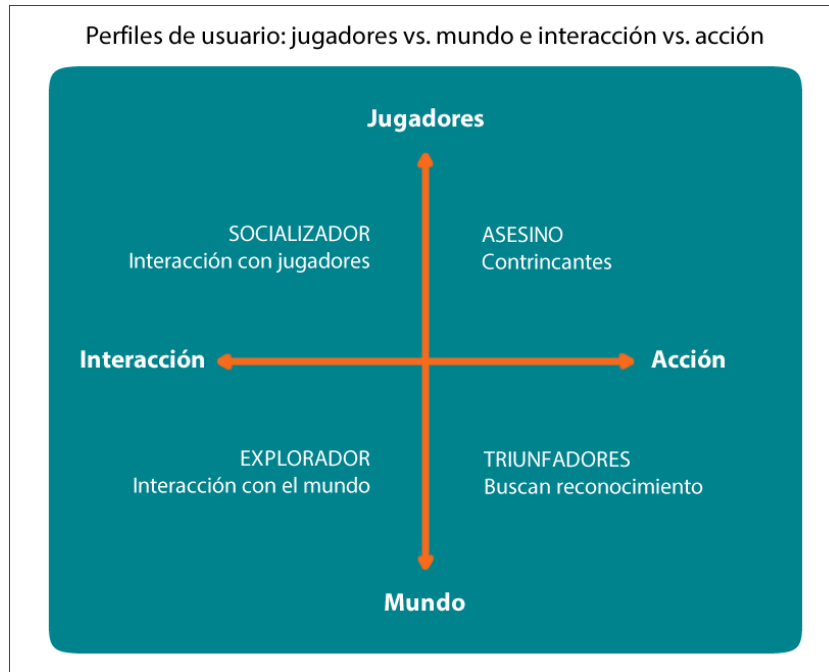 Perfiles de usuario: jugadores vs. mundo e interacción vs. acción
Jugadores
SOCIALIZADOR
Interacción con jugadores
ASESINO
Contrincantes
Interacción
Acción
EXPLORADOR
Interacción con el mundo
TRIUNFADORES
Buscan reconocimiento
Mundo